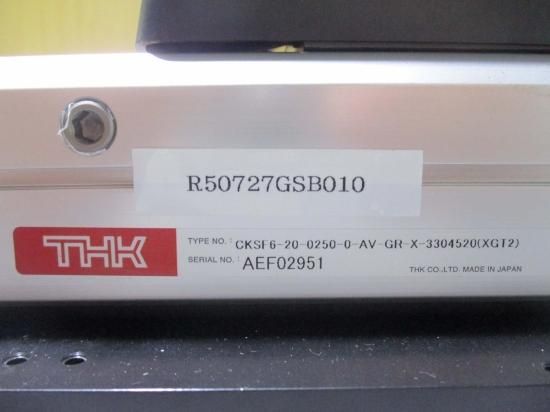 R50727GSB010
THK
TYPE NO.: CKSF6-20-0250-0-AV-GR-X-3304520(XGT2)
SERIAL NO.: AEF02951
THK CO.,LTD. MADE IN JAPAN